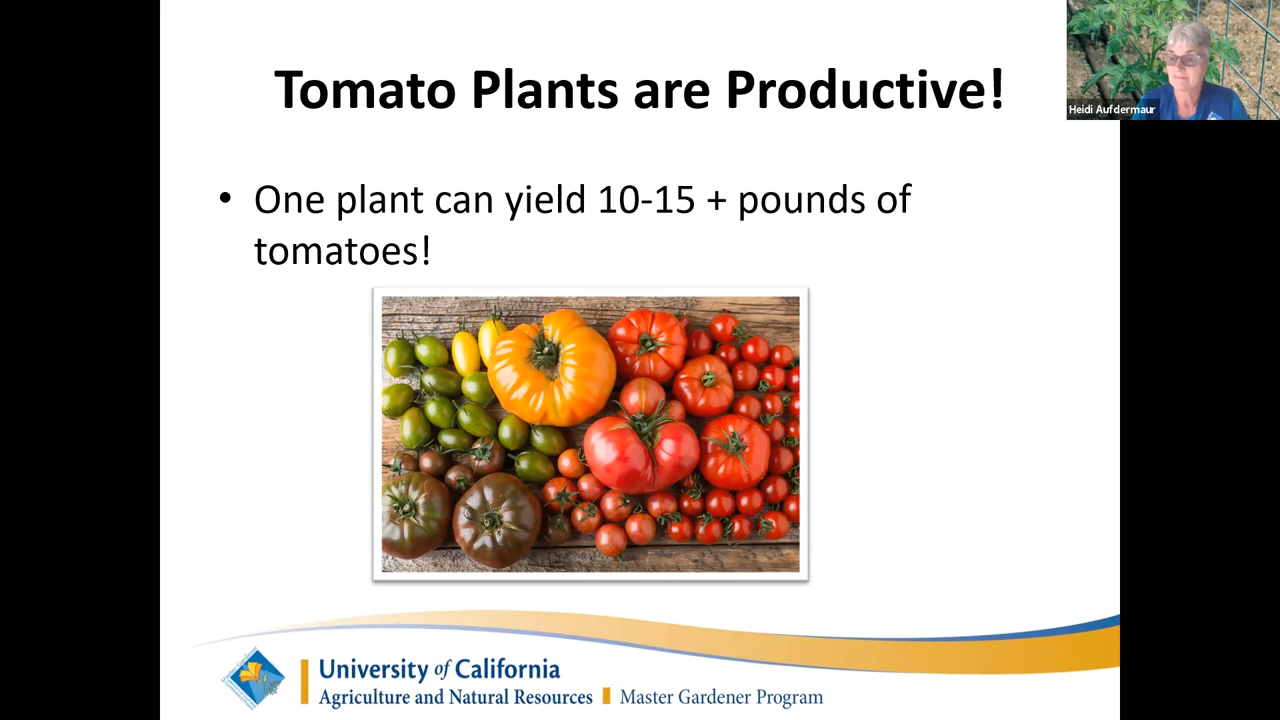 Tomato Plants are Productive!
Heidi Aufdermaur
• One plant can yield 10-15 + pounds of
tomatoes!
University of California
Agriculture and Natural Resources Master Gardener Program